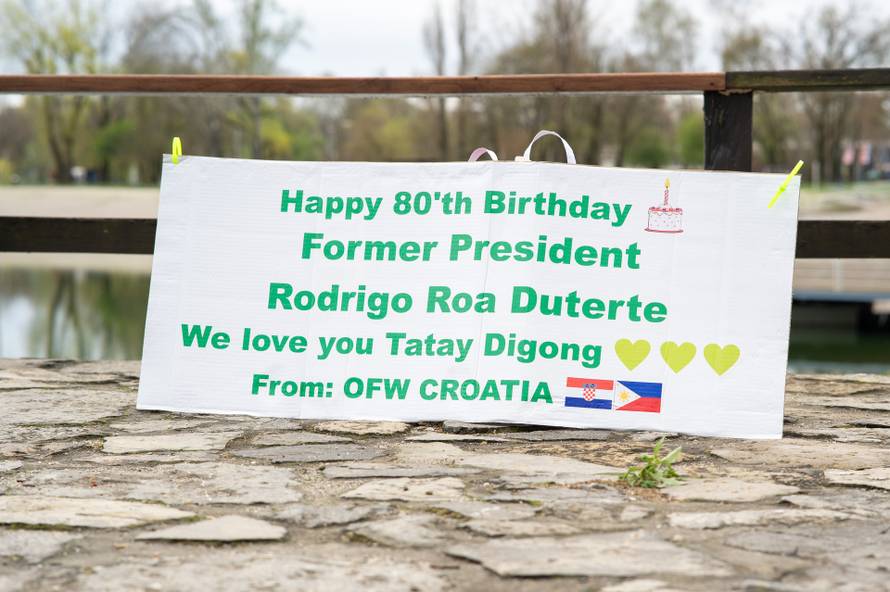 Happy 80'th Birthday
Former President
Rodrigo Roa Duterte
We love you Tatay Digong
From: OFW CROATIA